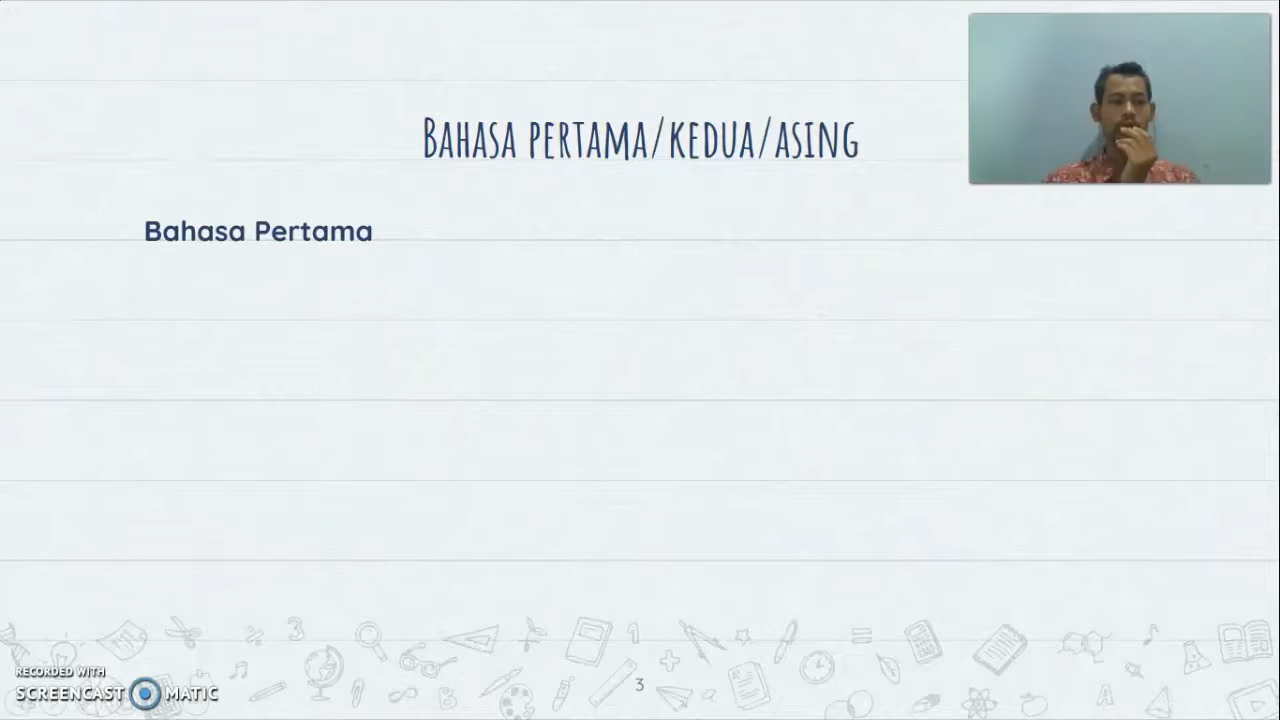 BAHASA PERTAMA/KEDUA/ASING
Bahasa Pertama
3
RECORDED WITH
SCREENCAST MATIC